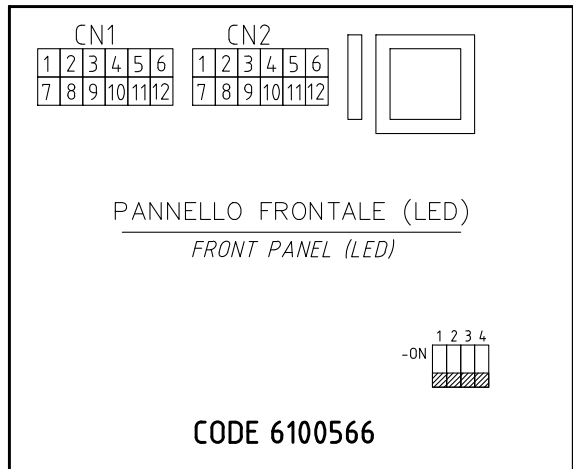 CN1 CN2
1 2 3 4 5 6 1 2 3 4 5 6
7 8 9 10 11 12 7 8 9 10 11 12
PANNELLO FRONTALE (LED)
FRONT PANEL (LED)
1 2 3 4
-ON
CODE 6100566